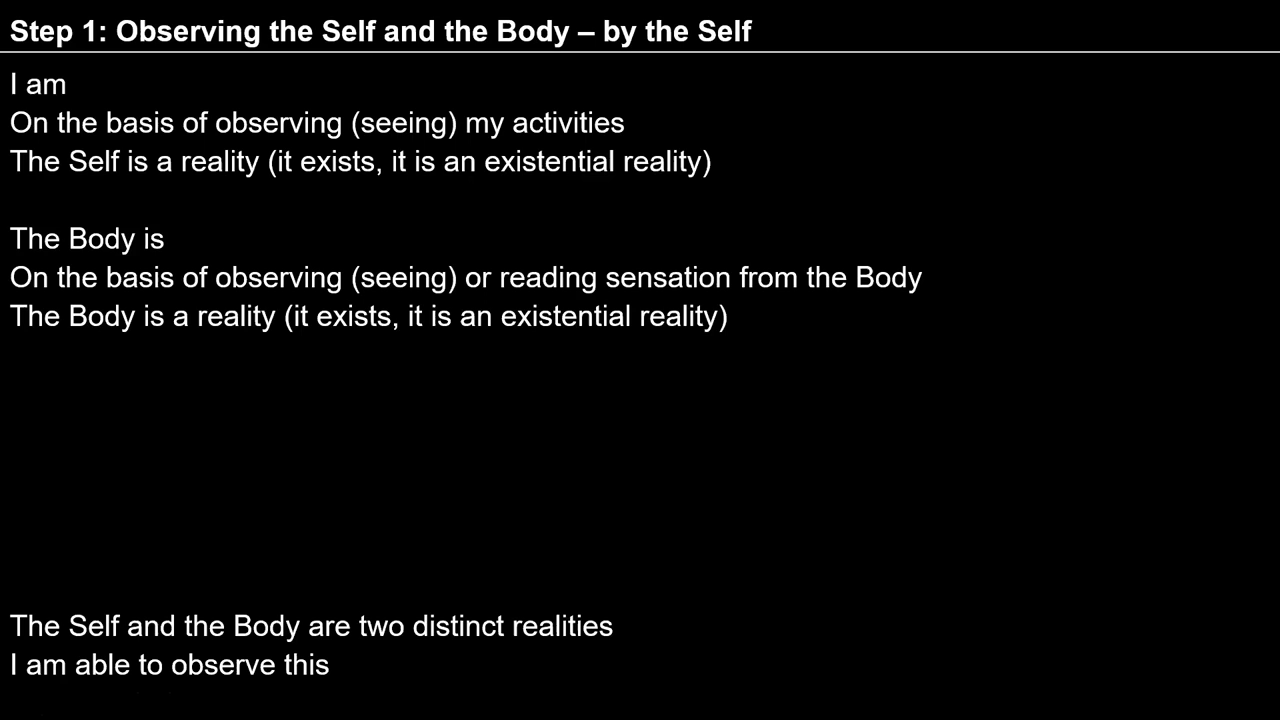 Step 1: Observing the Self and the Body – by the Self
I am
On the basis of observing (seeing) my activities
The Self is a reality (it exists, it is an existential reality)
The Body is
On the basis of observing (seeing) or reading sensation from the Body
The Body is a reality (it exists, it is an existential reality)
The Self and the Body are two distinct realities
I am able to observe this